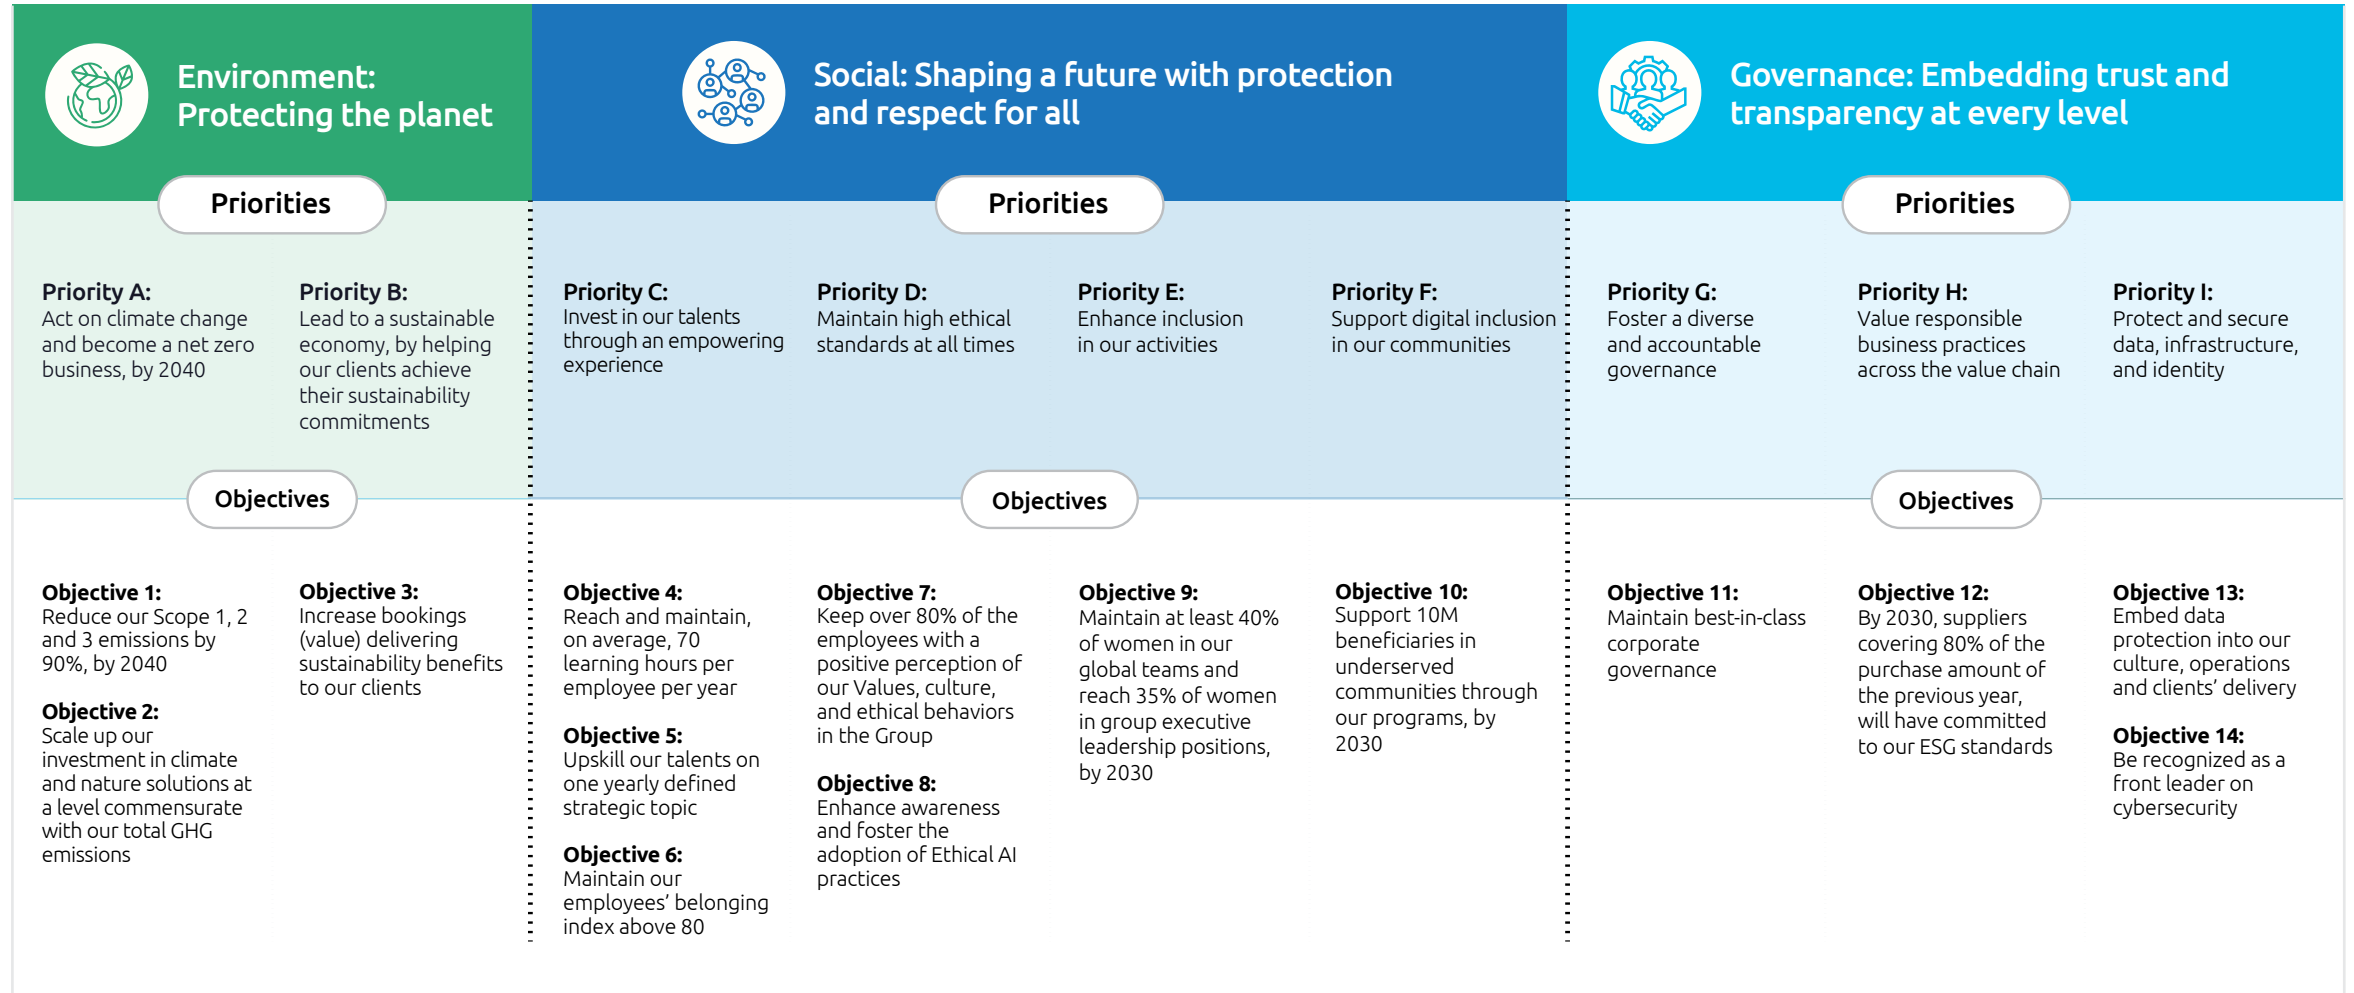 Environment:
Protecting the planet
Social: Shaping a future with protection
and respect for all
Governance: Embedding trust and
transparency at every level
Priorities
Priorities
Priorities
Priority A:
Act on climate change
and become a net zero
business, by 2040
Priority B:
Lead to a sustainable
economy, by helping
our clients achieve
their sustainability
commitments
Priority C:
Invest in our talents
through an empowering
experience
Priority D:
Maintain high ethical
standards at all times
Priority E:
Enhance inclusion
in our activities
Priority F:
Support digital inclusion
in our communities
Priority G:
Foster a diverse
and accountable
governance
Priority H:
Value responsible
business practices
across the value chain
Priority I:
Protect and secure
data, infrastructure,
and identity
Objectives
Objectives
Objectives
Objective 1:
Reduce our Scope 1, 2
and 3 emissions by
90%, by 2040
Objective 2:
Scale up our
investment in climate
and nature solutions at
a level commensurate
with our total GHG
emissions
Objective 3:
Increase bookings
(value) delivering
sustainability benefits
to our clients
Objective 4:
Reach and maintain,
on average, 70
learning hours per
employee per year
Objective 5:
Upskill our talents on
one yearly defined
strategic topic
Objective 6:
Maintain our
employees’ belonging
index above 80
Objective 7:
Keep over 80% of the
employees with a
positive perception of
our Values, culture,
and ethical behaviors
in the Group
Objective 8:
Enhance awareness
and foster the
adoption of Ethical AI
practices
Objective 9:
Maintain at least 40%
of women in our
global teams and
reach 35% of women
in group executive
leadership positions,
by 2030
Objective 10:
Support 10M
beneficiaries in
underserved
communities through
our programs, by
2030
Objective 11:
Maintain best-in-class
corporate
governance
Objective 12:
By 2030, suppliers
covering 80% of the
purchase amount of
the previous year,
will have committed
to our ESG standards
Objective 13:
Embed data
protection into our
culture, operations
and clients’ delivery
Objective 14:
Be recognized as a
front leader on
cybersecurity